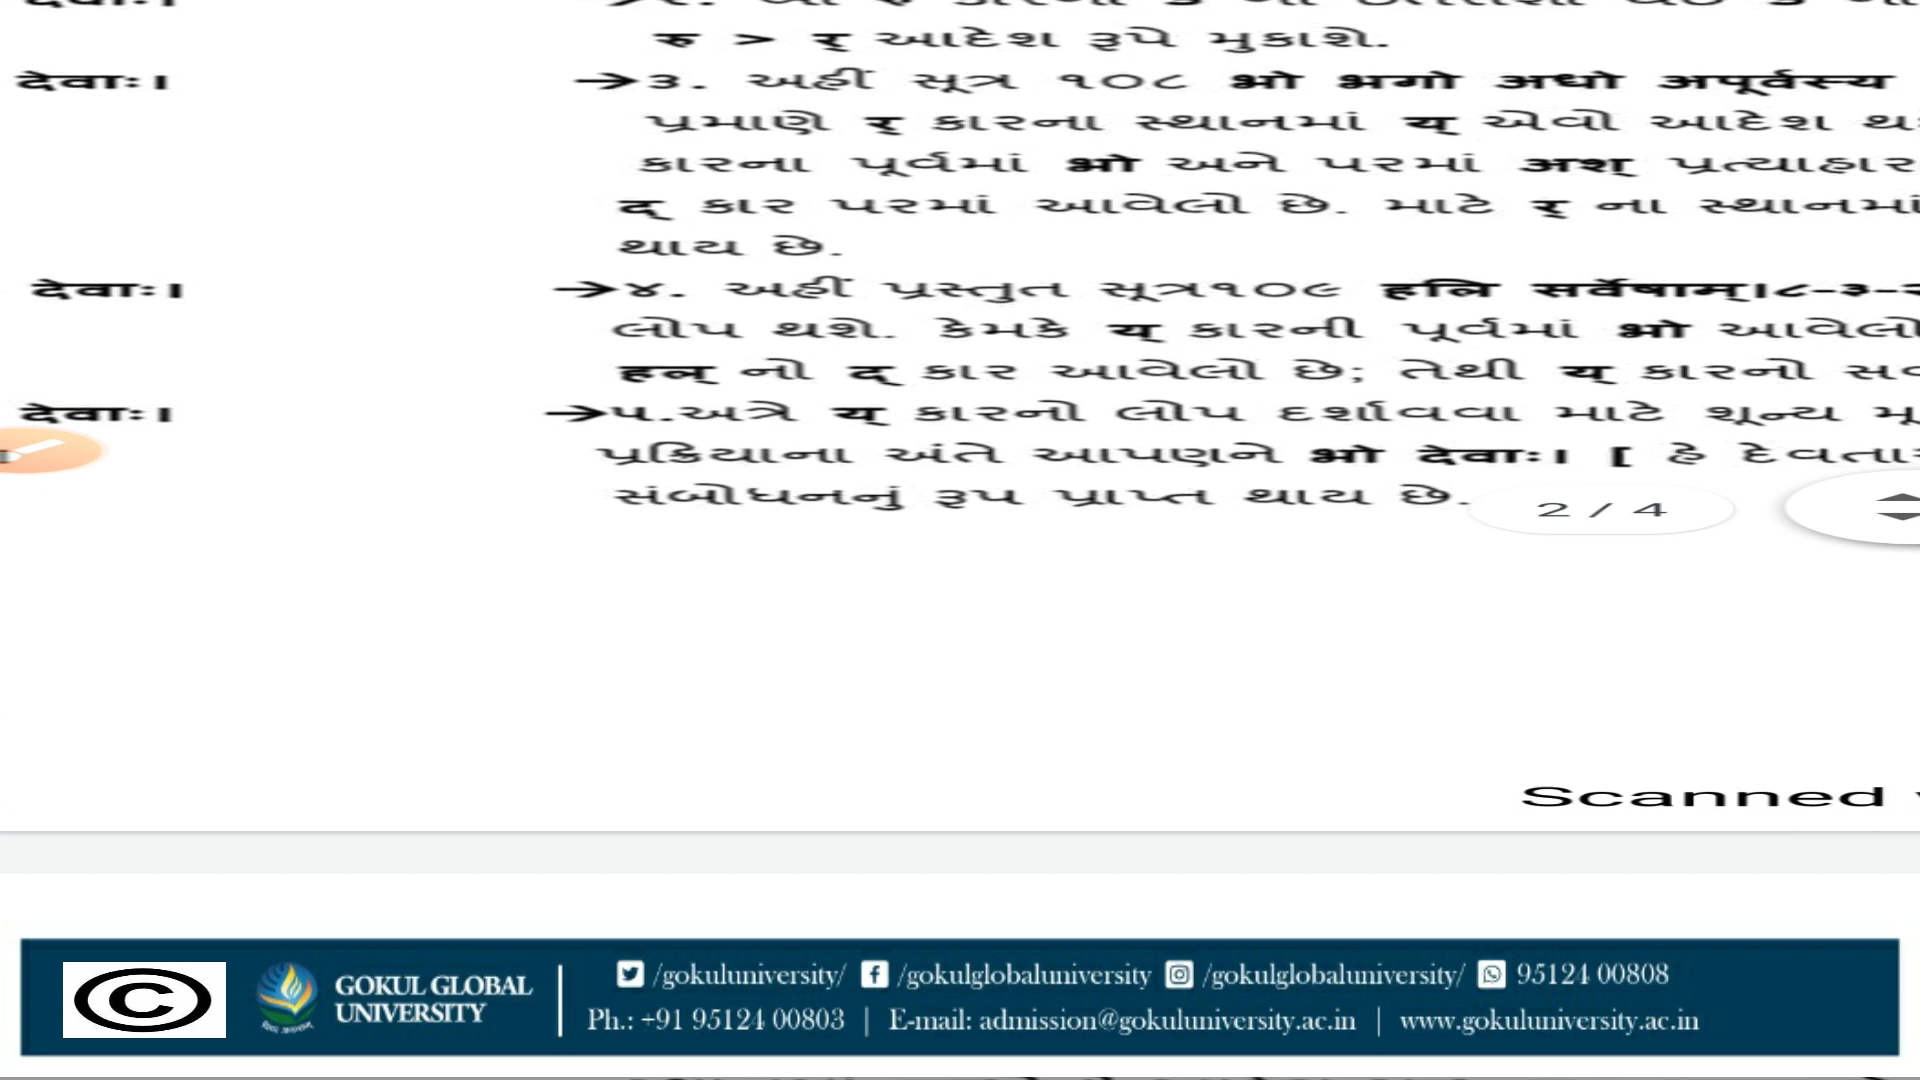 रु > र् આદેશ રૂપે મુકાશે.
देवाः। →૩. અહીં સૂત્ર ૧૦૮ भो भगो अधो अपूर्वस्य
પ્રમાણે र् કારના સ્થાનમાં य् એવો આદેશ
કારના પૂર્વમાં भो અને પરમાં अश् પ્રત્યાહાર
द् કાર પરમાં આવેલો છે. માટે र् ના સ્થાનમાં
થાય છે.
देवाः। →૪. અહીં પ્રસ્તુત સૂત્ર૧૦૯ हलि सर्वेषाम्।૮-૩-૨
લોપ થશે. કેમકે य् કારની પૂર્વમાં भो આવેલો
हल् નો द् કાર આવેલો છે; તેથી य् કારનો
देवाः। →૫.અત્રે य् કારનો લોપ દર્શાવવા માટે શૂન્ય
પ્રક્રિયાના અંતે આપણને भो देवाः। [ હે
સંબોધનનું રૂપ પ્રાપ્ત થાય છે.
2 / 4
Scanned
© GOKUL GLOBAL UNIVERSITY
/gokuluniversity/ /gokulglobaluniversity /gokulglobaluniversity/ 95124 00808
Ph.: +91 95124 00803 | E-mail: admission@gokuluniversity.ac.in | www.gokuluniversity.ac.in